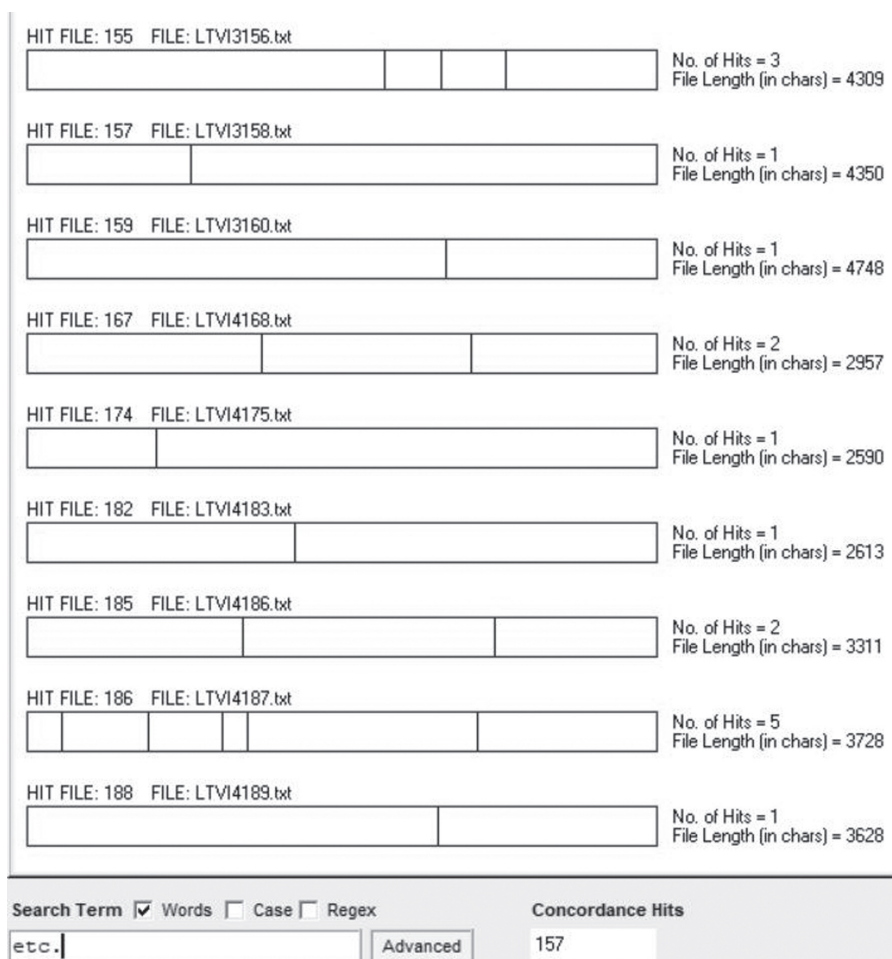 HIT FILE: 155 FILE: LTVI3156.txt
No. of Hits = 3
File Length (in chars) = 4309
HIT FILE: 157 FILE: LTVI3158.txt
No. of Hits = 1
File Length (in chars) = 4350
HIT FILE: 159 FILE: LTVI3160.txt
No. of Hits = 1
File Length (in chars) = 4748
HIT FILE: 167 FILE: LTVI4168.txt
No. of Hits = 2
File Length (in chars) = 2957
HIT FILE: 174 FILE: LTVI4175.txt
No. of Hits = 1
File Length (in chars) = 2590
HIT FILE: 182 FILE: LTVI4183.txt
No. of Hits = 1
File Length (in chars) = 2613
HIT FILE: 185 FILE: LTVI4186.txt
No. of Hits = 2
File Length (in chars) = 3311
HIT FILE: 186 FILE: LTVI4187.txt
No. of Hits = 5
File Length (in chars) = 3728
HIT FILE: 188 FILE: LTVI4189.txt
No. of Hits = 1
File Length (in chars) = 3628
Search Term Words Case Regex Concordance Hits
etc. Advanced 157